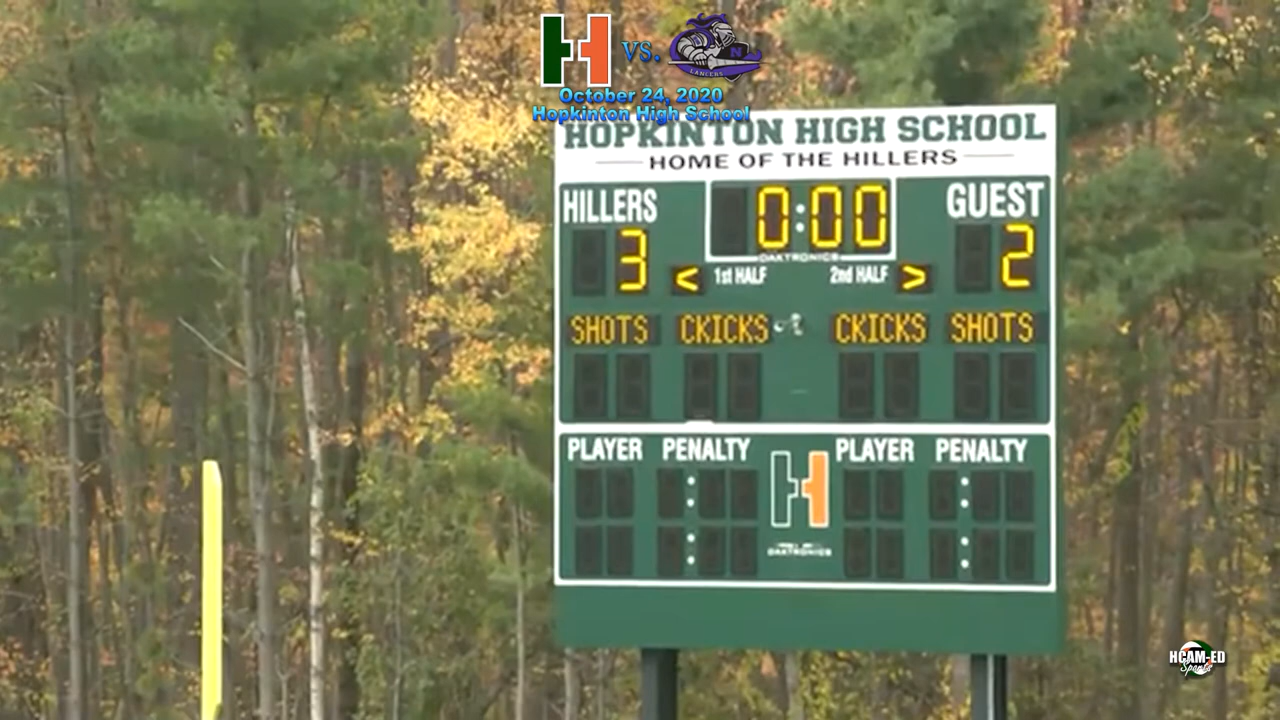 VS.
N
LANCERS
October 24, 2020
Hopkinton High School
HOPKINTON HIGH SCHOOL
HOME OF THE HILLERS
HILLERS 0:00 GUEST
DAKTRONICS
3 < 1st HALF 2nd HALF > 2
SHOTS CKICKS CKICKS SHOTS
PLAYER PENALTY H PLAYER PENALTY
DAKTRONICS
HCAM-ED
Sports